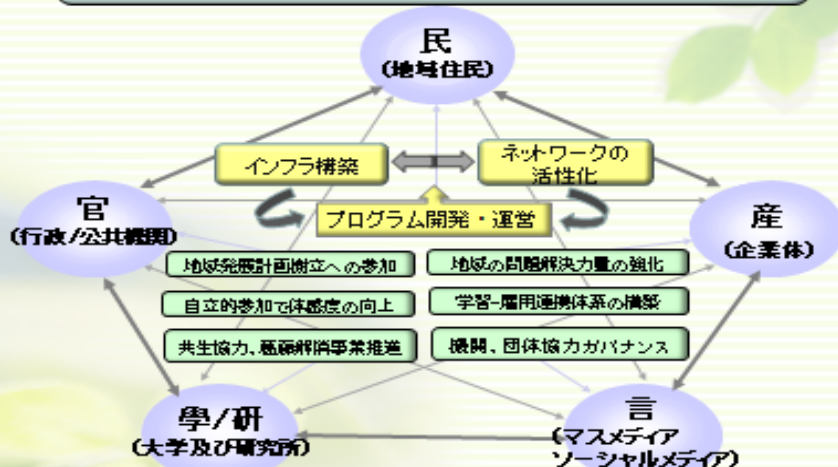 民
(地域住民)
インフラ構築
ネットワークの
活性化
官
(行政/公共機関)
プログラム開発・運営
産
(企業体)
地域発展計画樹立への参加
地域の問題解決力量の強化
自立的参加で体感度の向上
学習-雇用連携体系の構築
共生協力、葛藤解消事業推進
機関、団体協力ガバナンス
學/研
(大学及び研究所)
言
(マスメディア
ソーシャルメディア)